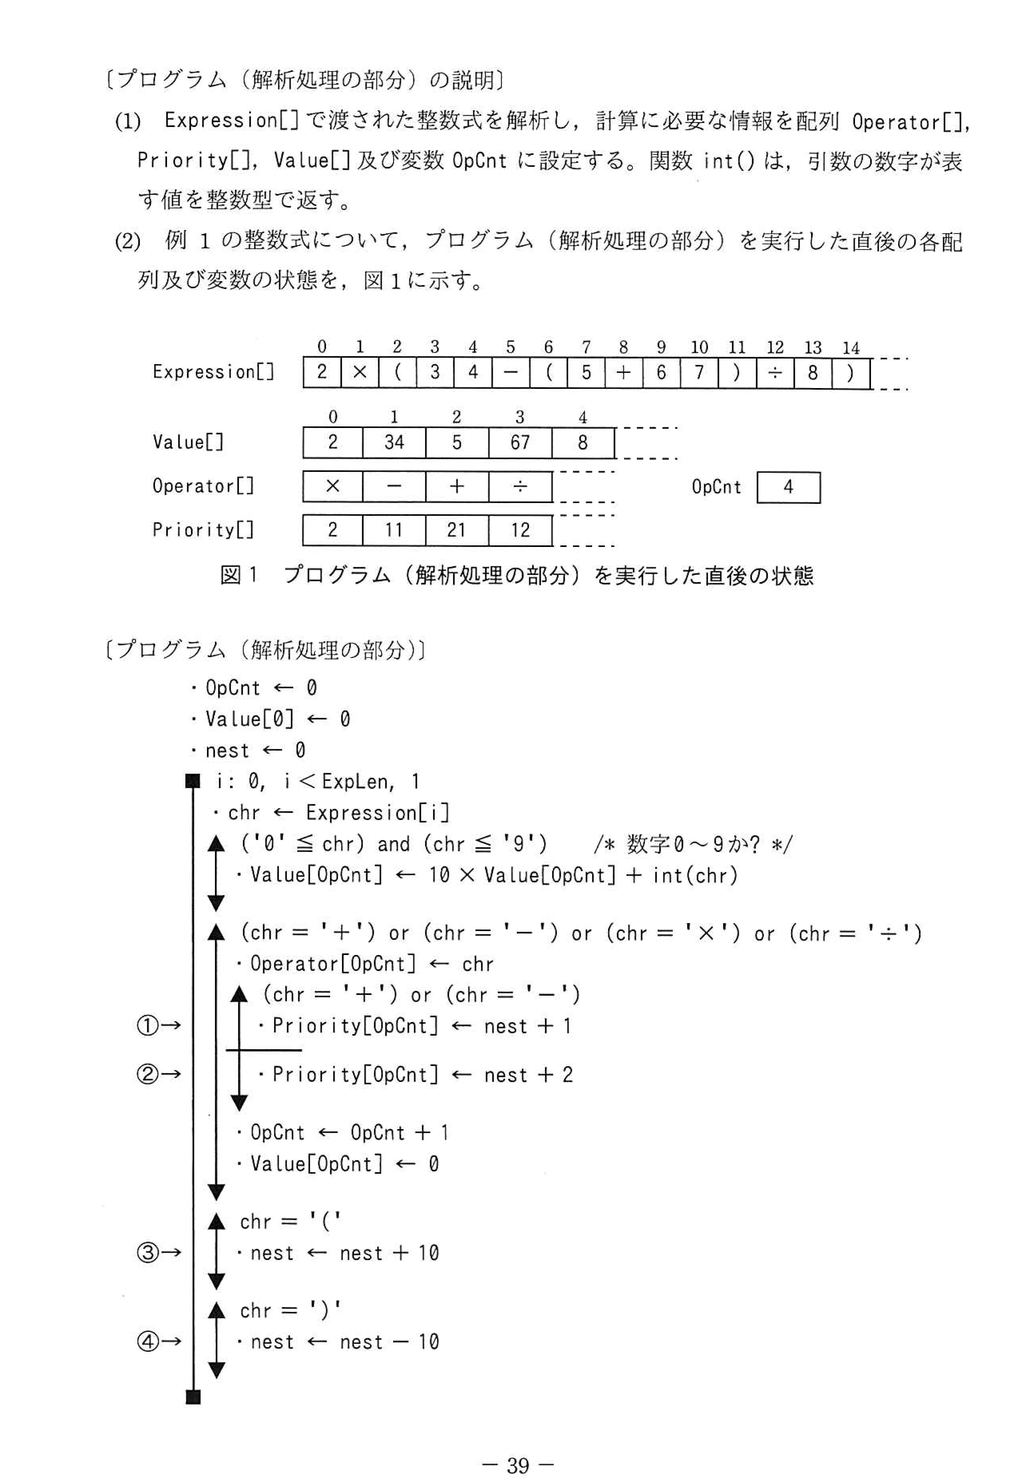 〔プログラム（解析処理の部分）の説明〕
(1) Expression[]で渡された整数式を解析し，計算に必要な情報を配列 Operator[]，
Priority[]，Value[]及び変数 OpCnt に設定する。関数 int()は，引数の数字が表
す値を整数型で返す。
(2) 例 1 の整数式について，プログラム（解析処理の部分）を実行した直後の各配
列及び変数の状態を，図1に示す。
0 1 2 3 4 5 6 7 8 9 10 11 12 13 14
Expression[] 2 × ( 3 4 － ( 5 ＋ 6 7 ) ÷ 8 )
0 1 2 3 4
Value[] 2 34 5 67 8
Operator[] × － ＋ ÷ OpCnt 4
Priority[] 2 11 21 12
図1 プログラム（解析処理の部分）を実行した直後の状態
〔プログラム（解析処理の部分）〕
・OpCnt ← 0
・Value[0] ← 0
・nest ← 0
■ i: 0, i＜ExpLen, 1
・chr ← Expression[i]
▲ ('0' ≦ chr) and (chr ≦ '9') /* 数字0～9か? */
・Value[OpCnt] ← 10 × Value[OpCnt]＋int(chr)
▼
▲ (chr = '＋') or (chr = '－') or (chr = '×') or (chr = '÷')
・Operator[OpCnt] ← chr
▲ (chr = '＋') or (chr = '－')
①→ ・Priority[OpCnt] ← nest＋1
②→ ・Priority[OpCnt] ← nest＋2
▼
・OpCnt ← OpCnt＋1
・Value[OpCnt] ← 0
▼
▲ chr = '('
③→ ・nest ← nest＋10
▼
▲ chr = ')'
④→ ・nest ← nest－10
▼
■
－ 39 －